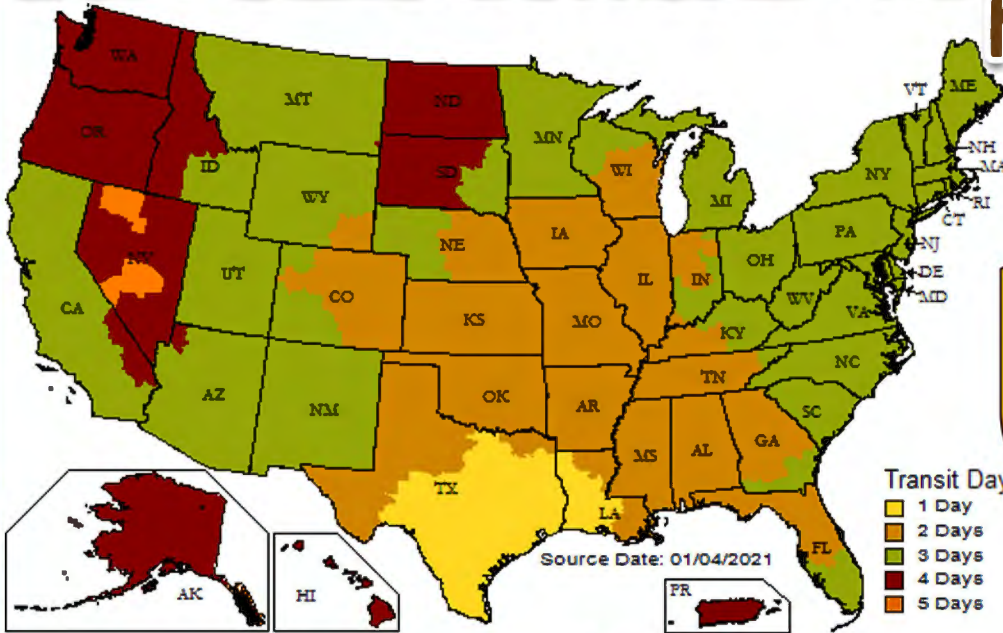 WA
OR
ID
MT
ND
SD
MN
WI
MI
VT
ME
NH
MA
RI
CT
NY
NJ
DE
MD
PA
WY
NE
IA
NV
UT
CO
KS
MO
IL
IN
OH
WV
VA
KY
CA
AZ
NM
OK
AR
TN
NC
SC
TX
LA
MS
AL
GA
FL
AK
HI
PR
Source Date: 01/04/2021
Transit Day
1 Day
2 Days
3 Days
4 Days
5 Days